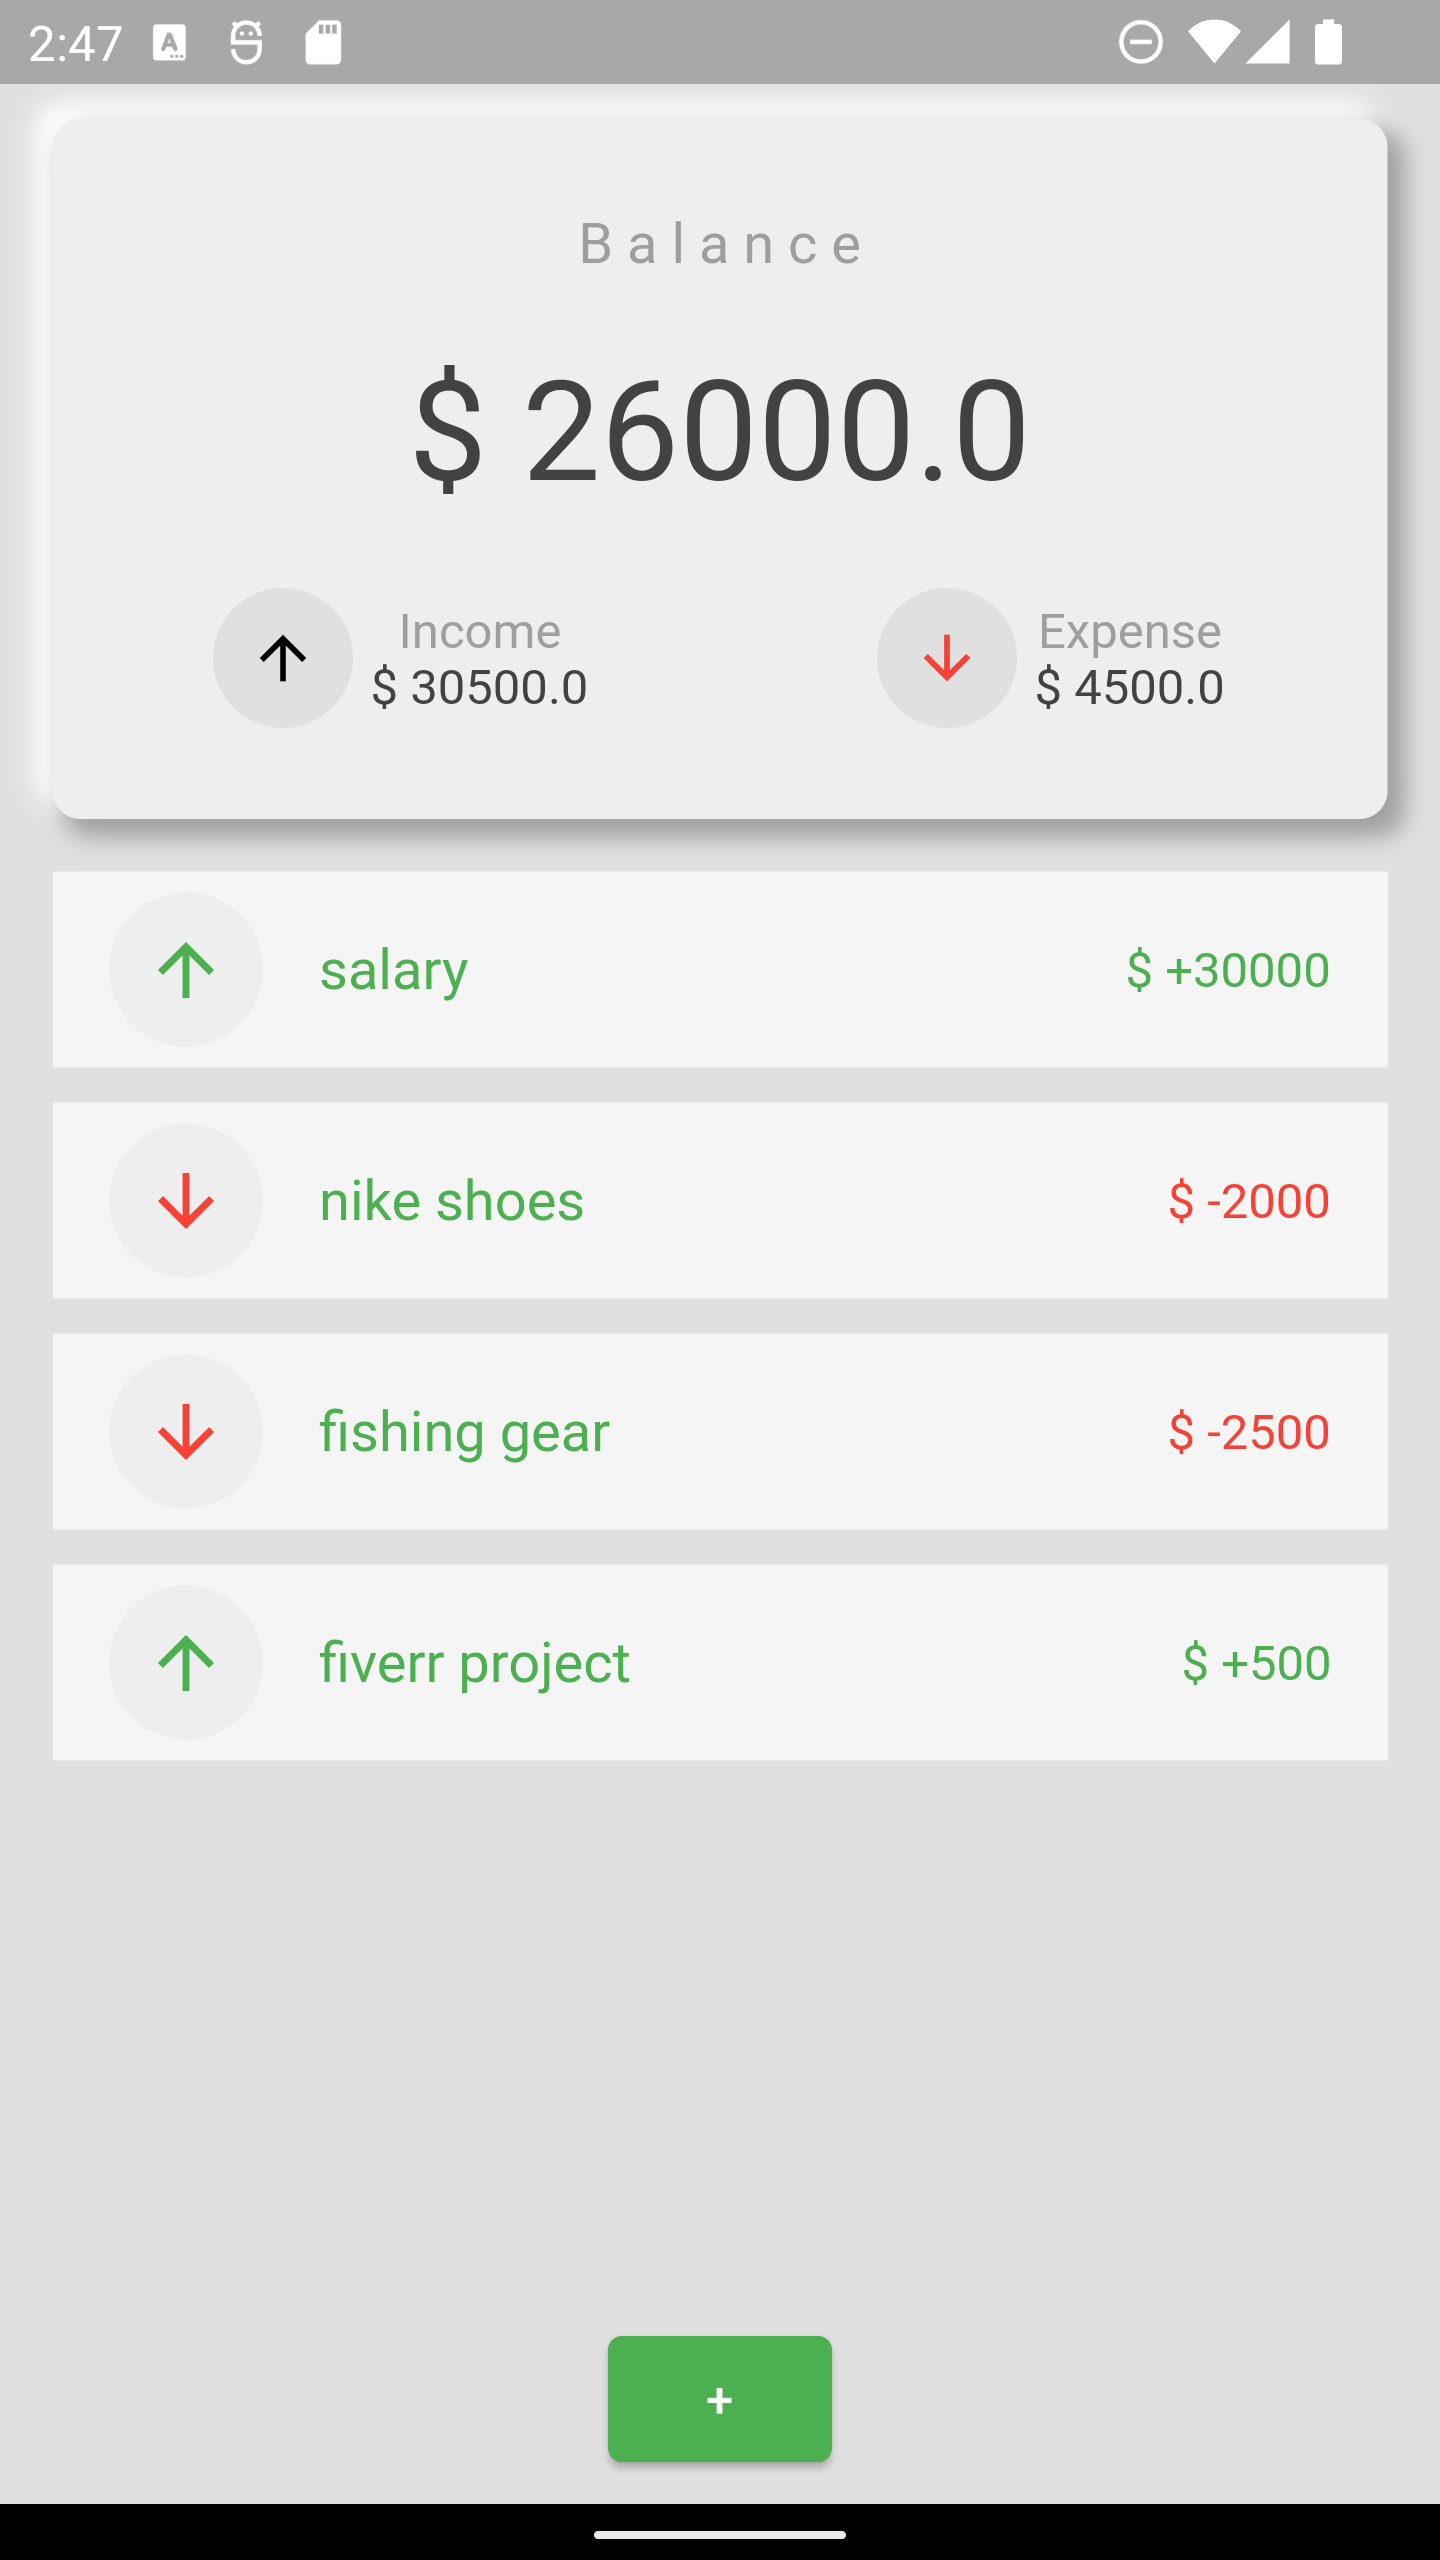 2:47
Balance
$ 26000.0
Income
$ 30500.0
Expense
$ 4500.0
salary
$ +30000
nike shoes
$ -2000
fishing gear
$ -2500
fiverr project
$ +500
+